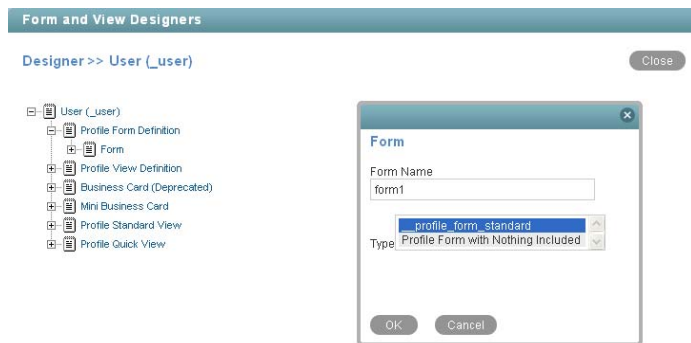 Form and View Designers
Designer >> User (_user)
Close
User (_user)
Profile Form Definition
Form
Profile View Definition
Business Card (Deprecated)
Mini Business Card
Profile Standard View
Profile Quick View
Form
Form Name
form1
Type
__profile_form_standard
Profile Form with Nothing Included
OK
Cancel